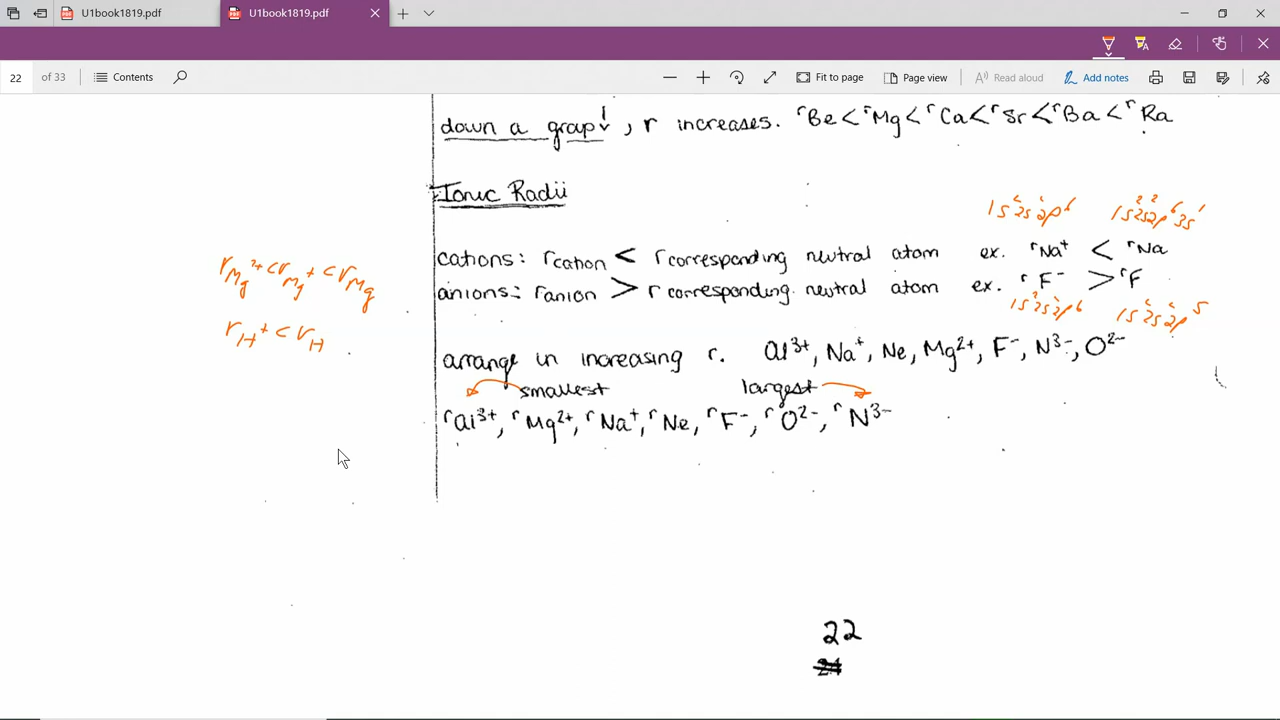 U1book1819.pdf U1book1819.pdf
22 of 33 Contents Fit to page Page view Read aloud Add notes
down a group↓, r increases. rBe < rMg < rCa < rSr < rBa < rRa
Ionic Radii
1s²2s²2p⁶ 1s²2s²2p⁶3s¹
cations: rcation < r corresponding neutral atom ex. rNa⁺ < rNa
rMg²⁺ < rMg⁺ < rMg
anions: ranion > r corresponding neutral atom ex. rF⁻ > rF
1s²2s²2p⁶ 1s²2s²2p⁵
rH⁺ < rH
arrange in increasing r. Al³⁺, Na⁺, Ne, Mg²⁺, F⁻, N³⁻, O²⁻
smallest largest
rAl³⁺, rMg²⁺, rNa⁺, rNe, rF⁻, rO²⁻, rN³⁻
22
24